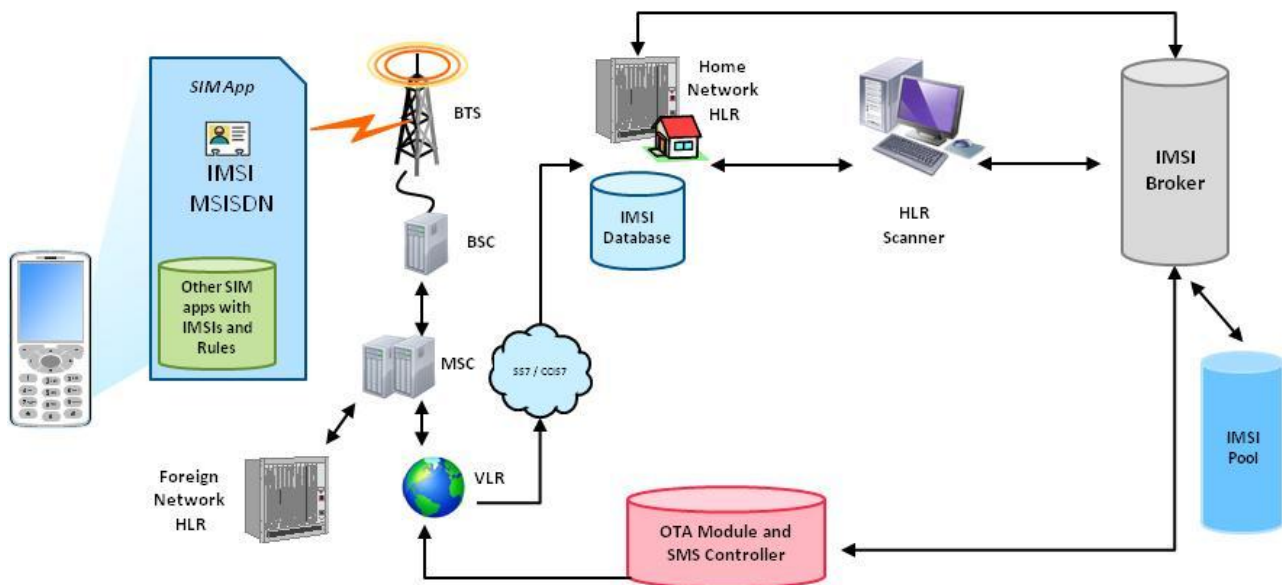 SIM App
IMSI
MSISDN
Other SIM
apps with
IMSIs and
Rules
BTS
BSC
MSC
VLR
Foreign
Network
HLR
SS7 / CCIS7
Home
Network
HLR
IMSI
Database
HLR
Scanner
IMSI
Broker
IMSI
Pool
OTA Module and
SMS Controller